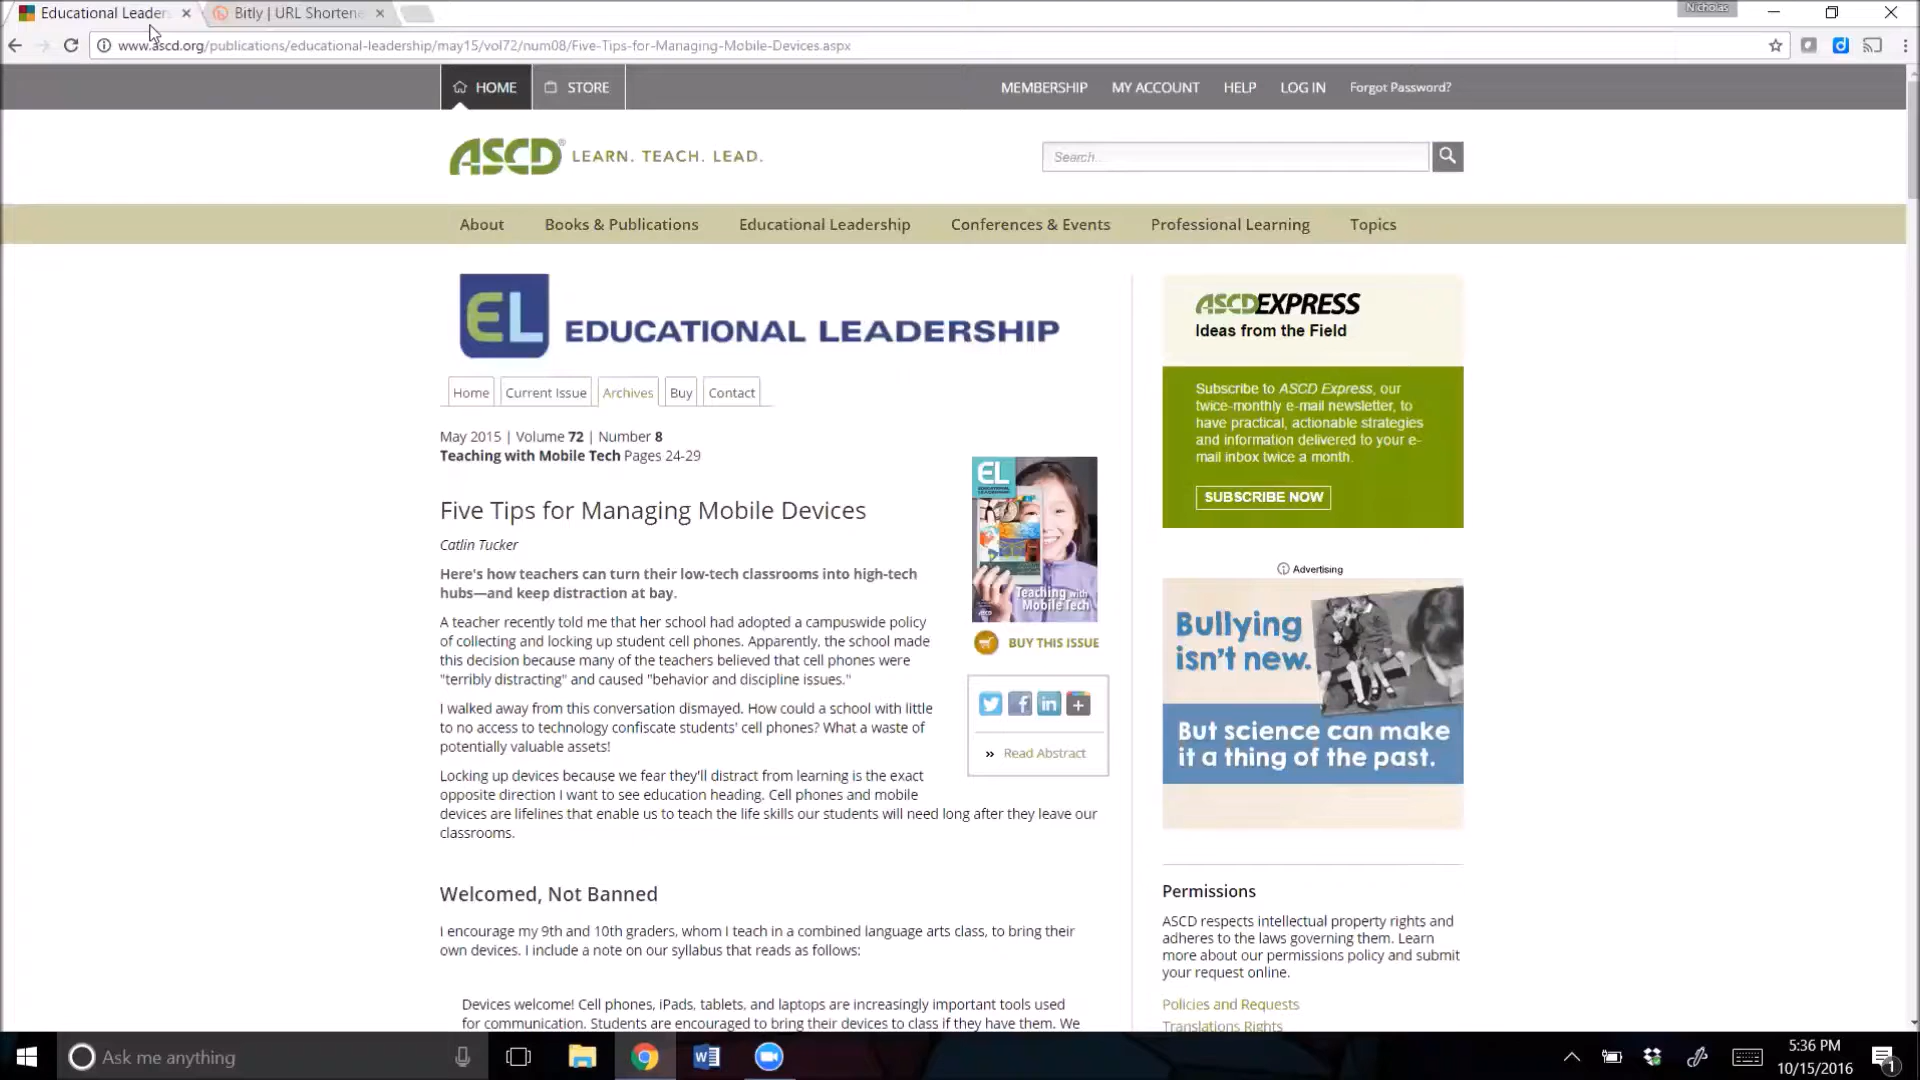 Educational Leaders
Bitly | URL Shortene
Nicholas
www.ascd.org/publications/educational-leadership/may15/vol72/num08/Five-Tips-for-Managing-Mobile-Devices.aspx
HOME
STORE
MEMBERSHIP
MY ACCOUNT
HELP
LOG IN
Forgot Password?
ASCD® LEARN. TEACH. LEAD.
Search...
About
Books & Publications
Educational Leadership
Conferences & Events
Professional Learning
Topics
EL EDUCATIONAL LEADERSHIP
Home
Current Issue
Archives
Buy
Contact
May 2015 | Volume 72 | Number 8
Teaching with Mobile Tech Pages 24-29
Five Tips for Managing Mobile Devices
Catlin Tucker
Here's how teachers can turn their low-tech classrooms into high-tech
hubs—and keep distraction at bay.
A teacher recently told me that her school had adopted a campuswide policy
of collecting and locking up student cell phones. Apparently, the school made
this decision because many of the teachers believed that cell phones were
"terribly distracting" and caused "behavior and discipline issues."
I walked away from this conversation dismayed. How could a school with little
to no access to technology confiscate students' cell phones? What a waste of
potentially valuable assets!
Locking up devices because we fear they'll distract from learning is the exact
opposite direction I want to see education heading. Cell phones and mobile
devices are lifelines that enable us to teach the life skills our students will need long after they leave our
classrooms.
Welcomed, Not Banned
I encourage my 9th and 10th graders, whom I teach in a combined language arts class, to bring their
own devices. I include a note on our syllabus that reads as follows:
Devices welcome! Cell phones, iPads, tablets, and laptops are increasingly important tools used
for communication. Students are encouraged to bring their devices to class if they have them. We
EL
Teaching with
Mobile Tech
BUY THIS ISSUE
» Read Abstract
ASCD EXPRESS
Ideas from the Field
Subscribe to ASCD Express, our
twice-monthly e-mail newsletter, to
have practical, actionable strategies
and information delivered to your e-
mail inbox twice a month.
SUBSCRIBE NOW
Advertising
Bullying
isn't new.
But science can make
it a thing of the past.
Permissions
ASCD respects intellectual property rights and
adheres to the laws governing them. Learn
more about our permissions policy and submit
your request online.
Policies and Requests
Translations Rights
Ask me anything
5:36 PM
10/15/2016
1